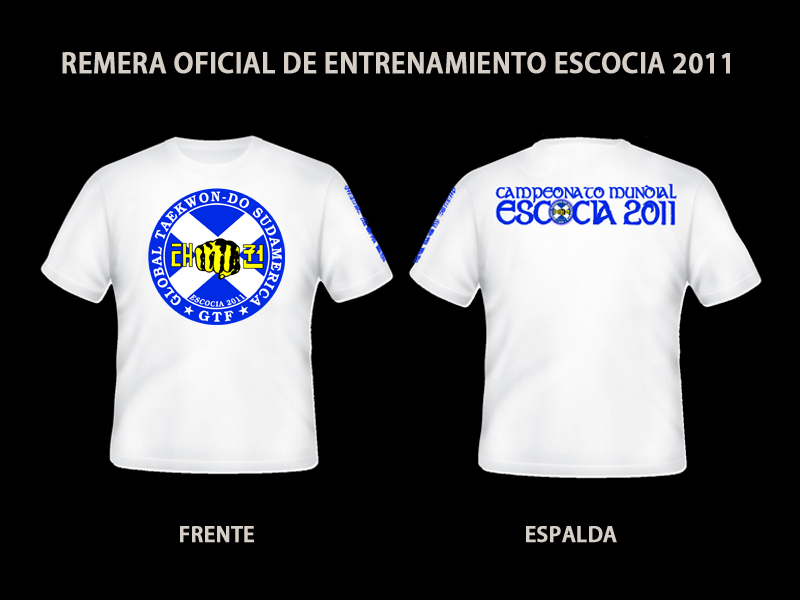 REMERA OFICIAL DE ENTRENAMIENTO ESCOCIA 2011
GLOBAL TAEKWON-DO SUDAMERICA
태 권
ESCOCIA 2011
★ GTF ★
CAMPEONATO MUNDIAL
ESCOCIA 2011
FRENTE
ESPALDA